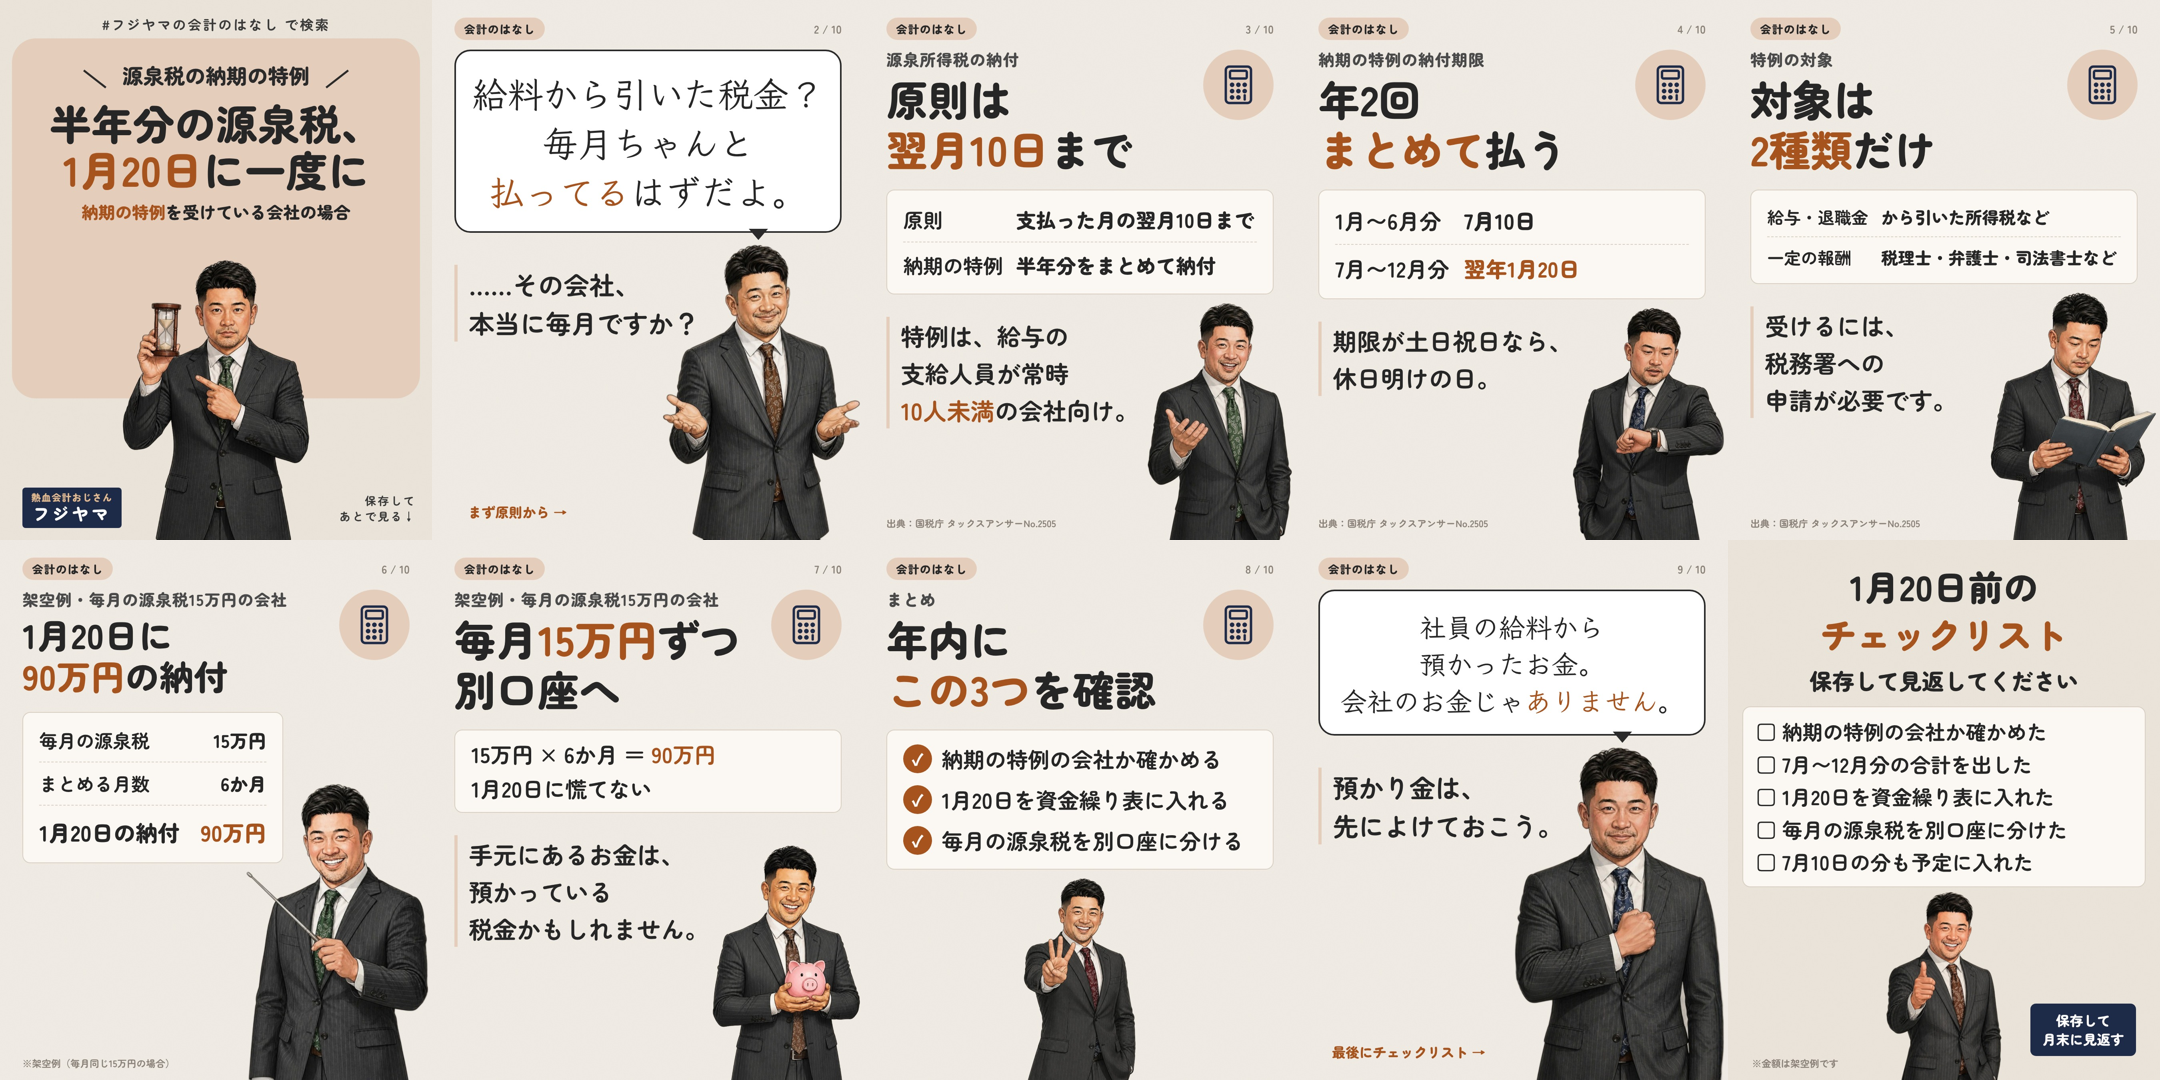 #フジヤマの会計のはなし で検索
源泉税の納期の特例
半年分の源泉税、
1月20日に一度に
納期の特例を受けている会社の場合
熱血会計おじさん
フジヤマ
保存して
あとで見る↓
会計のはなし
2 / 10
給料から引いた税金？
毎月ちゃんと
払ってるはずだよ。
……その会社、
本当に毎月ですか？
まず原則から →
会計のはなし
3 / 10
源泉所得税の納付
原則は
翌月10日まで
原則 支払った月の翌月10日まで
納期の特例 半年分をまとめて納付
特例は、給与の
支給人員が常時
10人未満の会社向け。
出典：国税庁 タックスアンサーNo.2505
会計のはなし
4 / 10
納期の特例の納付期限
年2回
まとめて払う
1月〜6月分 7月10日
7月〜12月分 翌年1月20日
期限が土日祝日なら、
休日明けの日。
出典：国税庁 タックスアンサーNo.2505
会計のはなし
5 / 10
特例の対象
対象は
2種類だけ
給与・退職金 から引いた所得税など
一定の報酬 税理士・弁護士・司法書士など
受けるには、
税務署への
申請が必要です。
出典：国税庁 タックスアンサーNo.2505
会計のはなし
6 / 10
架空例・毎月の源泉税15万円の会社
1月20日に
90万円の納付
毎月の源泉税 15万円
まとめる月数 6か月
1月20日の納付 90万円
※架空例（毎月同じ15万円の場合）
会計のはなし
7 / 10
架空例・毎月の源泉税15万円の会社
毎月15万円ずつ
別口座へ
15万円 × 6か月 ＝ 90万円
1月20日に慌てない
手元にあるお金は、
預かっている
税金かもしれません。
会計のはなし
8 / 10
まとめ
年内に
この3つを確認
納期の特例の会社か確かめる
1月20日を資金繰り表に入れる
毎月の源泉税を別口座に分ける
会計のはなし
9 / 10
社員の給料から
預かったお金。
会社のお金じゃありません。
預かり金は、
先によけておこう。
最後にチェックリスト →
1月20日前の
チェックリスト
保存して見返してください
納期の特例の会社か確かめた
7月〜12月分の合計を出した
1月20日を資金繰り表に入れた
毎月の源泉税を別口座に分けた
7月10日の分も予定に入れた
保存して
月末に見返す
※金額は架空例です